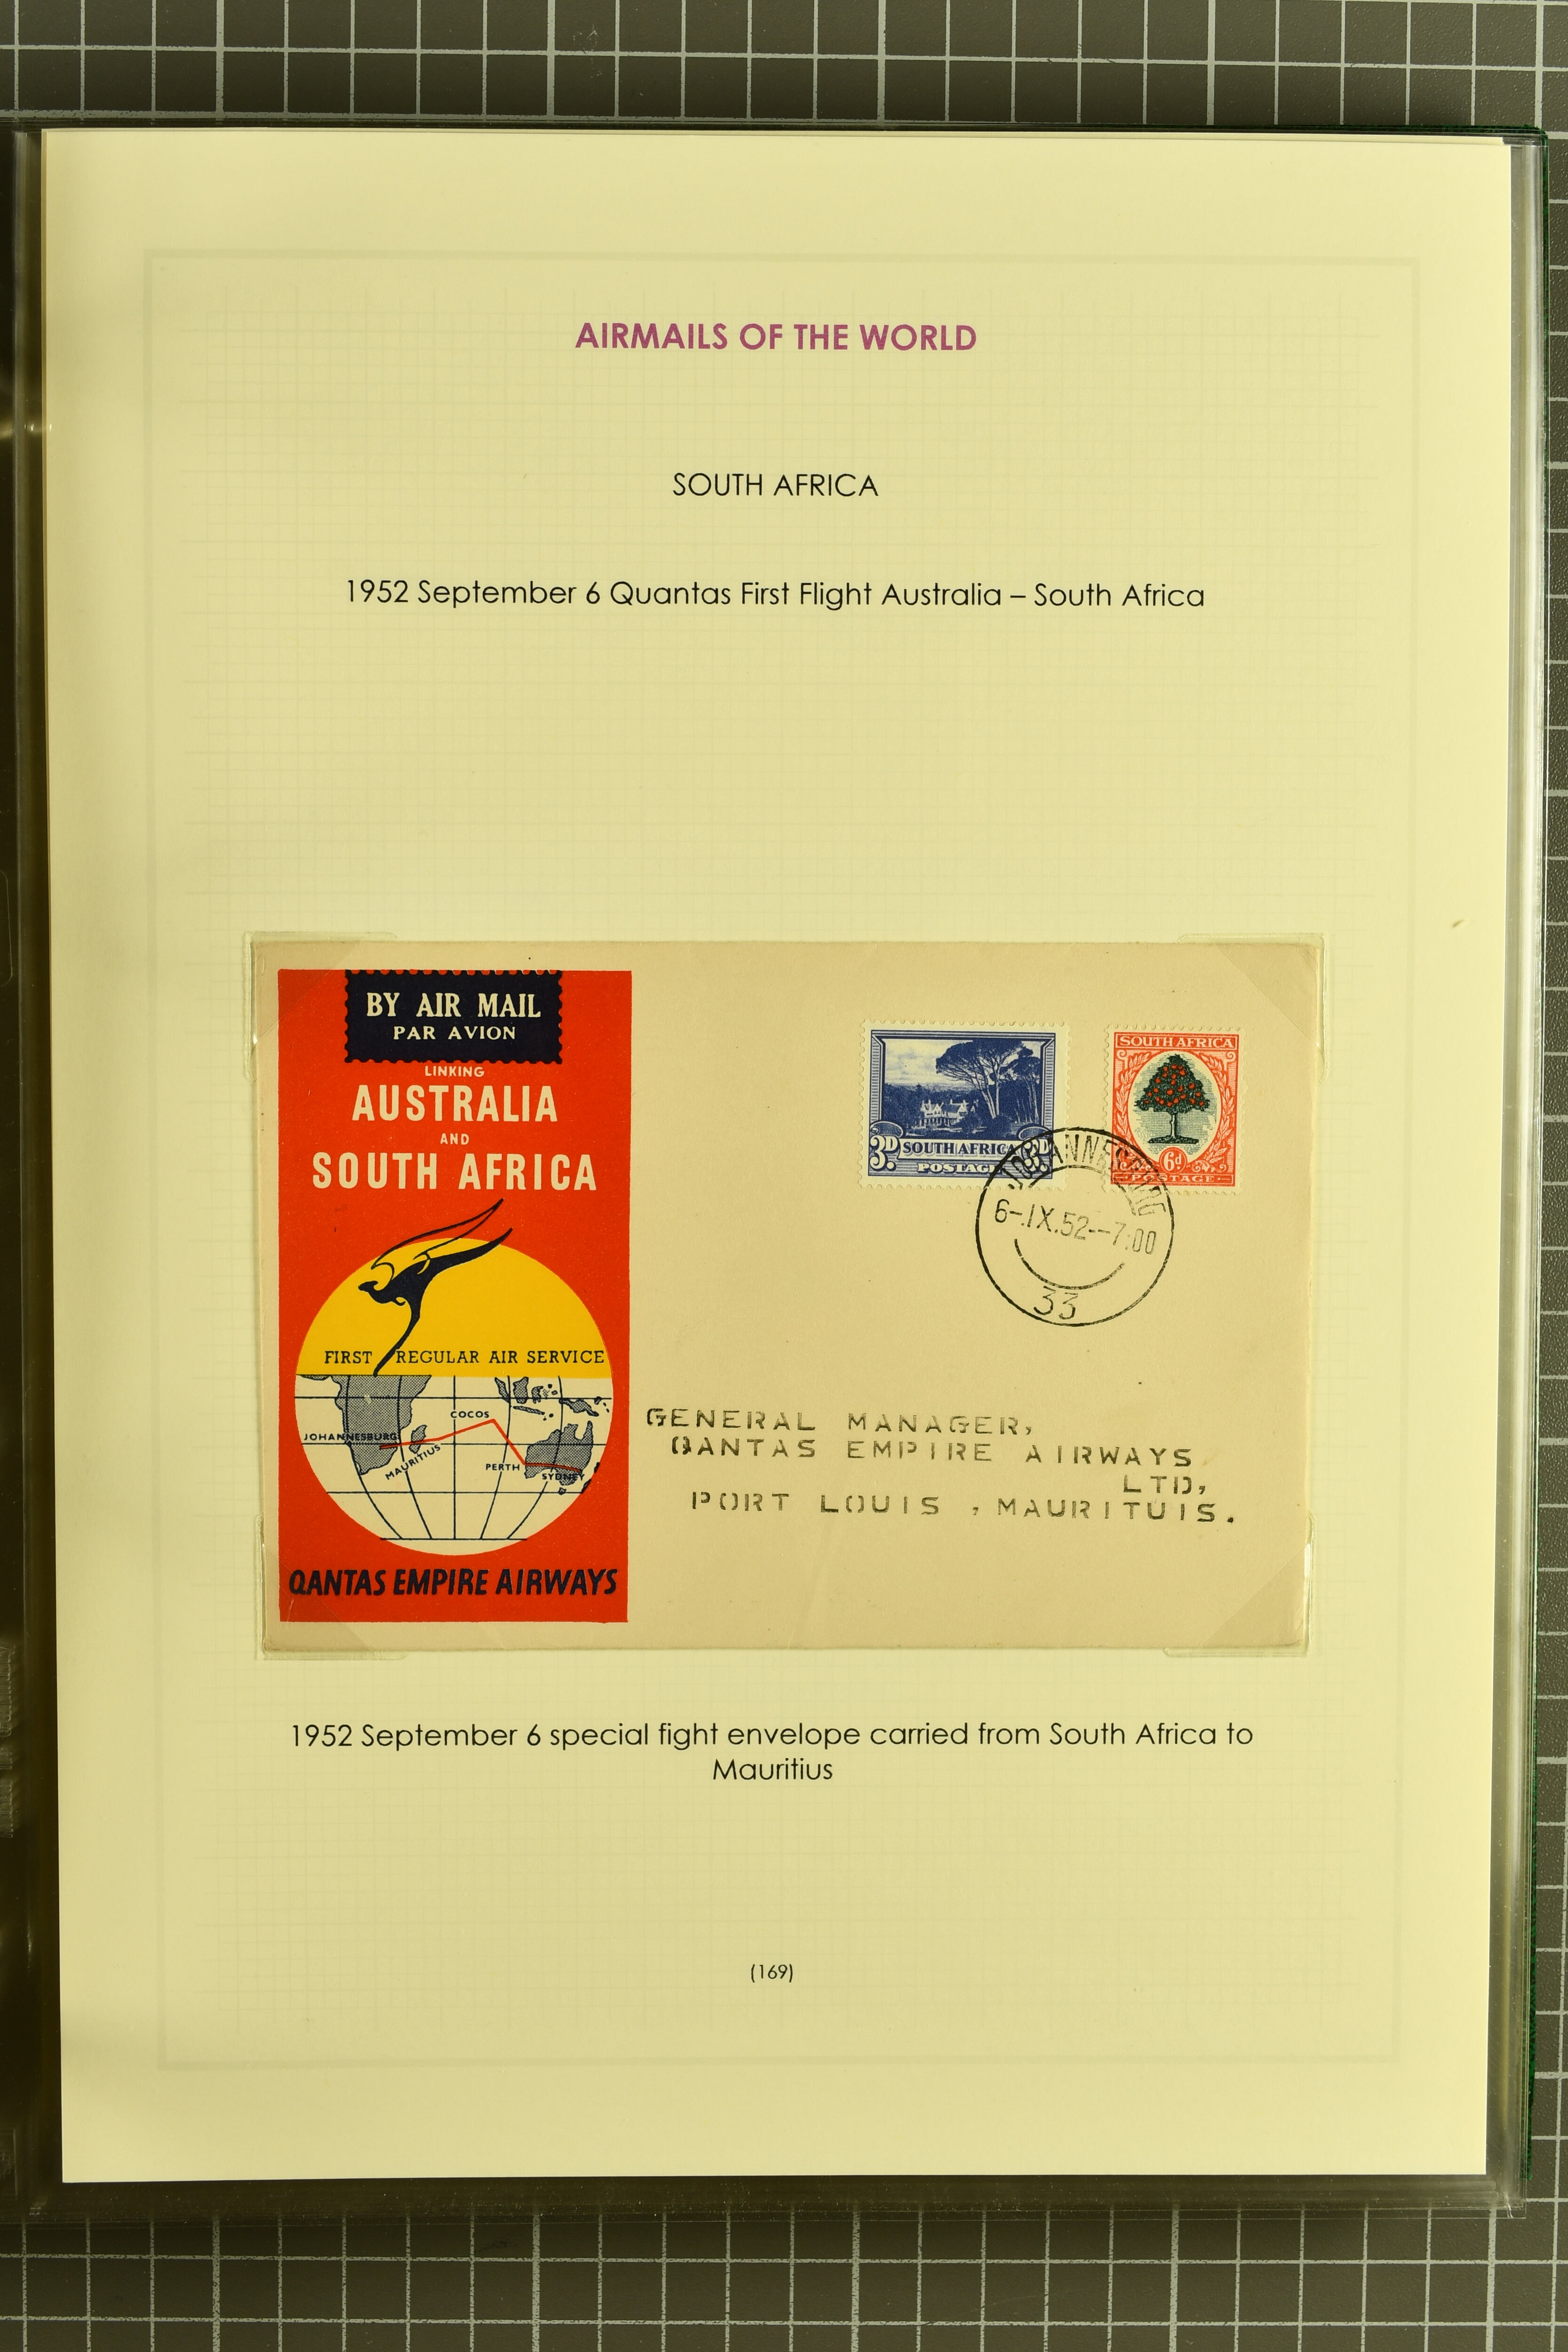 AIRMAILS OF THE WORLD
SOUTH AFRICA
1952 September 6 Quantas First Flight Australia – South Africa
BY AIR MAIL
PAR AVION
LINKING
AUSTRALIA
AND
SOUTH AFRICA
FIRST REGULAR AIR SERVICE
COCOS
JOHANNESBURG
MAURITIUS
PERTH
SYDNEY
QANTAS EMPIRE AIRWAYS
3D SOUTH AFRICA 3D
POSTAGE
SOUTH AFRICA
6d
POSTAGE
JOHANNESBURG
6-.IX.52--7.00
33
GENERAL MANAGER,
QANTAS EMPIRE AIRWAYS
LTD,
PORT LOUIS , MAURITUIS.
1952 September 6 special fight envelope carried from South Africa to
Mauritius
(169)